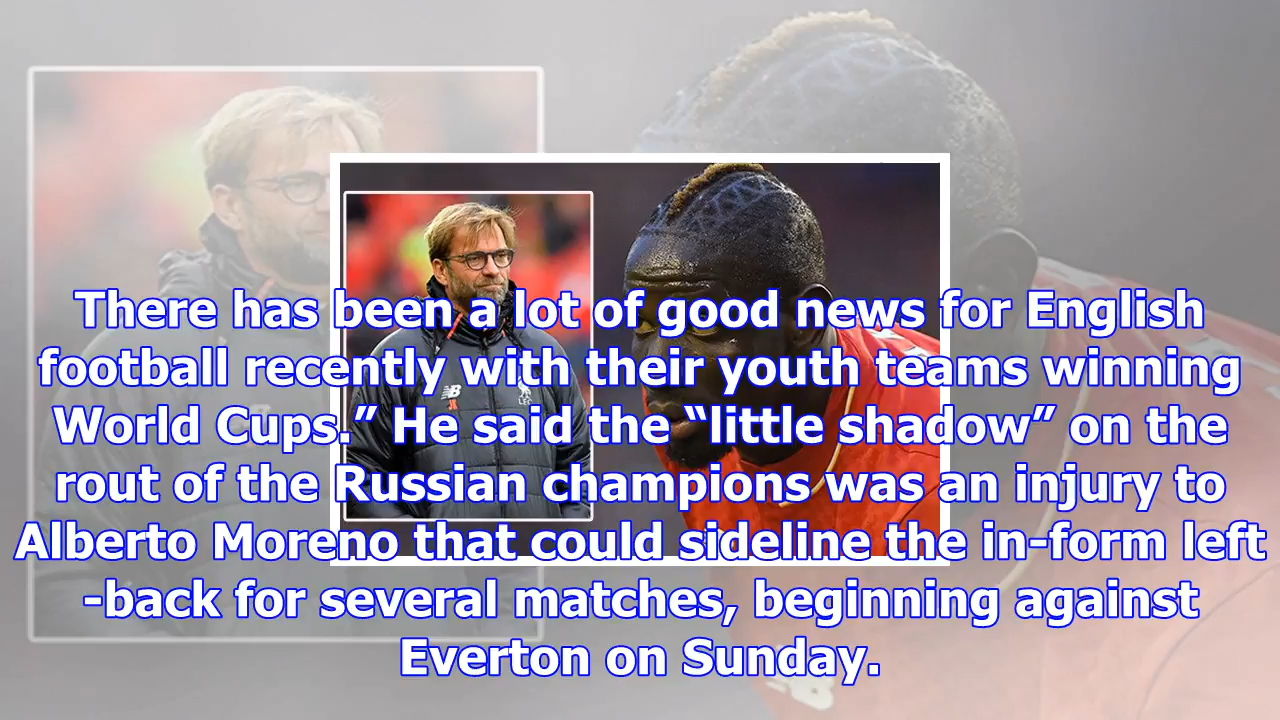 There has been a lot of good news for English
football recently with their youth teams winning
World Cups.” He said the “little shadow” on the
rout of the Russian champions was an injury to
Alberto Moreno that could sideline the in-form left
-back for several matches, beginning against
Everton on Sunday.